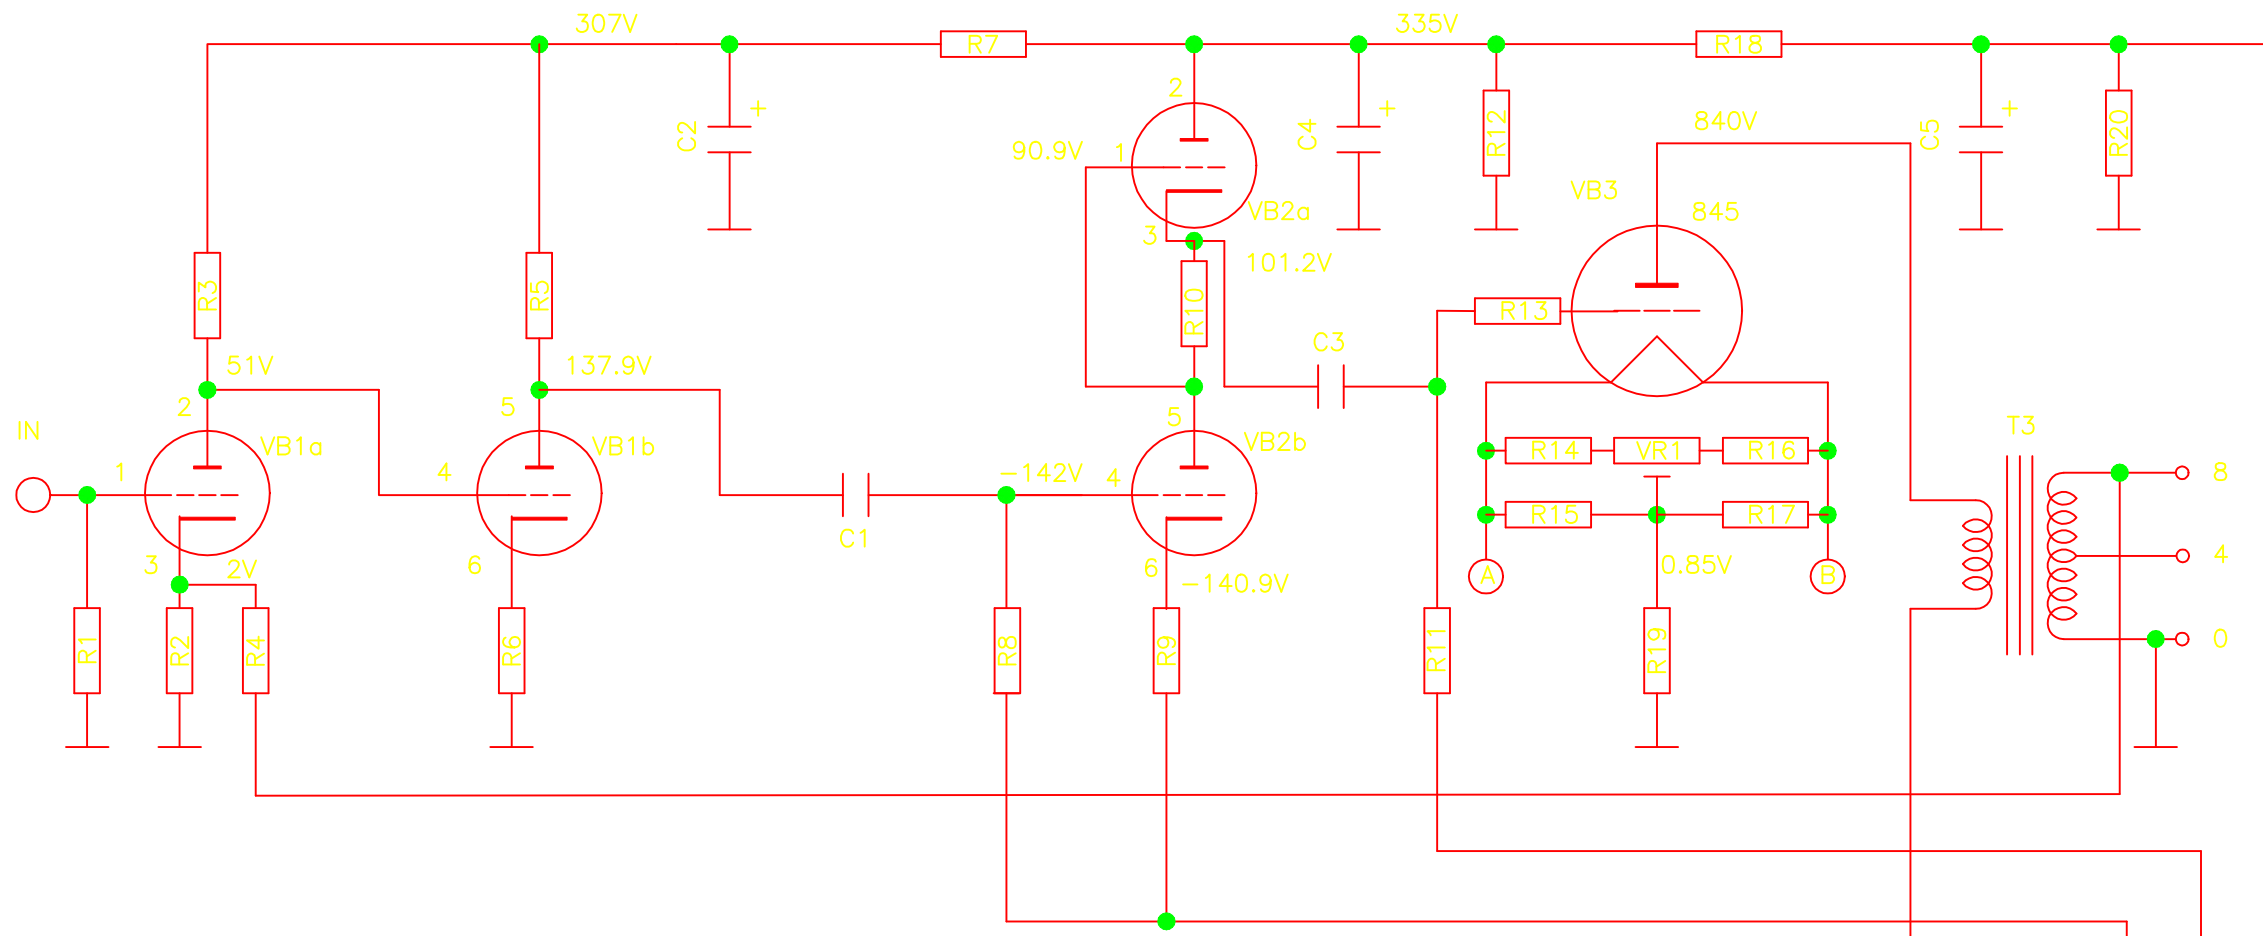 307V
335V
R7
R18
2
+
+
+
C2
C4
R12
840V
C5
R20
90.9V
1
VB3
845
VB2a
3
101.2V
R3
R5
R10
R13
C3
51V
137.9V
2
5
5
IN
VB1a
VB1b
VB2b
T3
1
4
-142V
4
R14
VR1
R16
8
R15
R17
C1
3
2V
6
6
-140.9V
0.85V
A
B
4
R1
R2
R4
R6
R8
R9
R11
R19
0